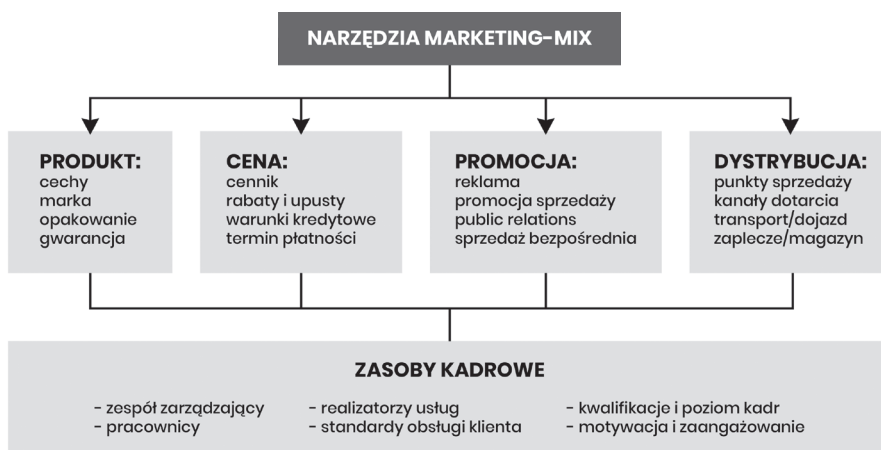 NARZĘDZIA MARKETING-MIX
PRODUKT:
cechy
marka
opakowanie
gwarancja
CENA:
cennik
rabaty i upusty
warunki kredytowe
termin płatności
PROMOCJA:
reklama
promocja sprzedaży
public relations
sprzedaż bezpośrednia
DYSTRYBUCJA:
punkty sprzedaży
kanały dotarcia
transport/dojazd
zaplecze/magazyn
ZASOBY KADROWE
- zespół zarządzający
- pracownicy
- realizatorzy usług
- standardy obsługi klienta
- kwalifikacje i poziom kadr
- motywacja i zaangażowanie